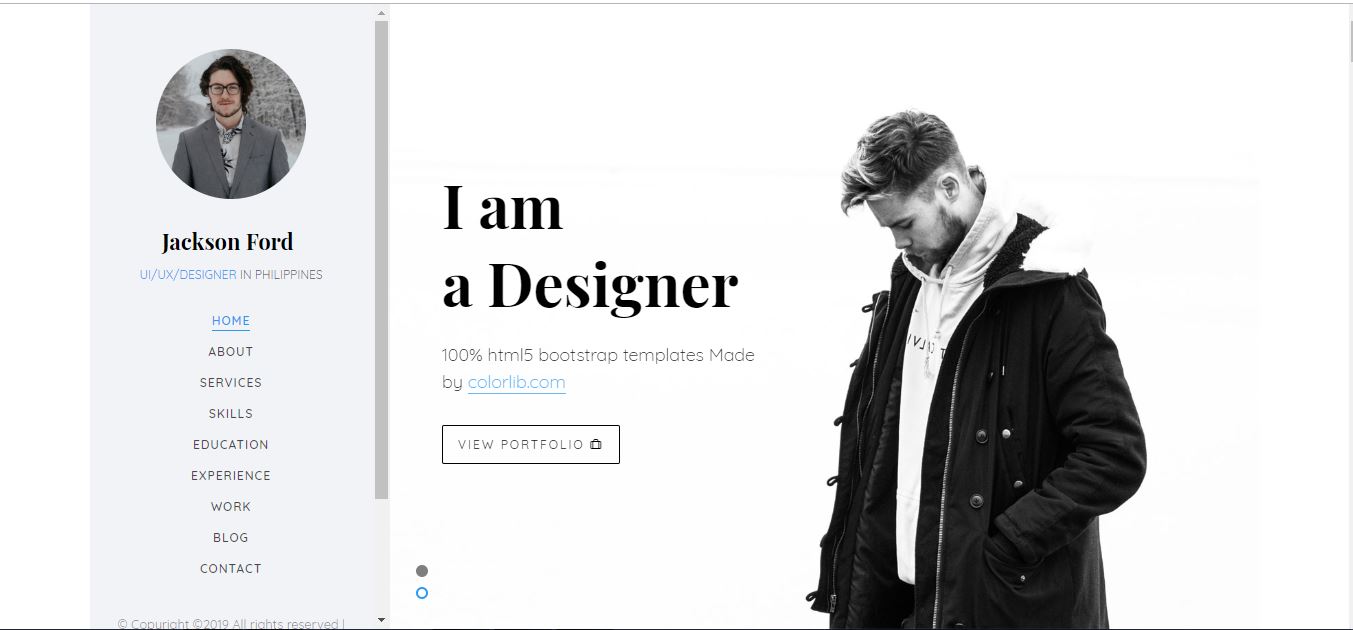 Jackson Ford
UI/UX/DESIGNER IN PHILIPPINES
HOME
ABOUT
SERVICES
SKILLS
EDUCATION
EXPERIENCE
WORK
BLOG
CONTACT
© Copyright ©2019 All rights reserved |
I am
a Designer
100% html5 bootstrap templates Made
by colorlib.com
VIEW PORTFOLIO